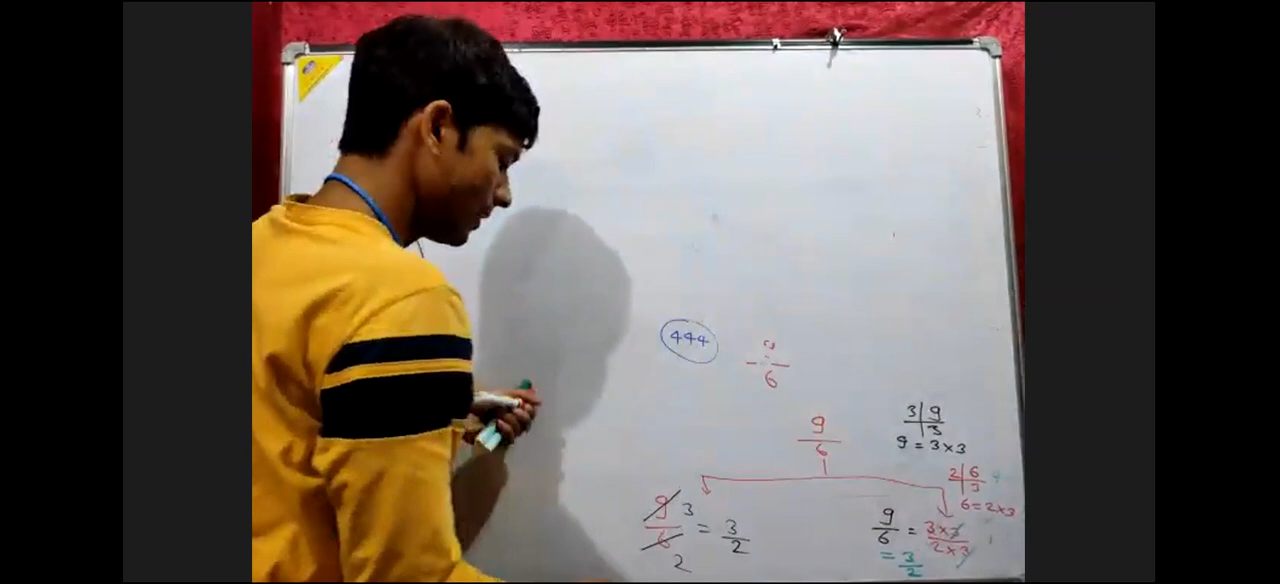 444
6
9
6
3 | 9
3
9 = 3 × 3
2 | 6
3
6 = 2 × 3
9 3
6 = 3/2
2
9/6 = 3×3/2×3
= 3/2